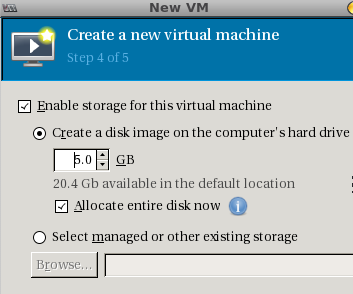 New VM
Create a new virtual machine
Step 4 of 5
Enable storage for this virtual machine
Create a disk image on the computer's hard drive
5.0 GB
20.4 Gb available in the default location
Allocate entire disk now
Select managed or other existing storage
Browse...